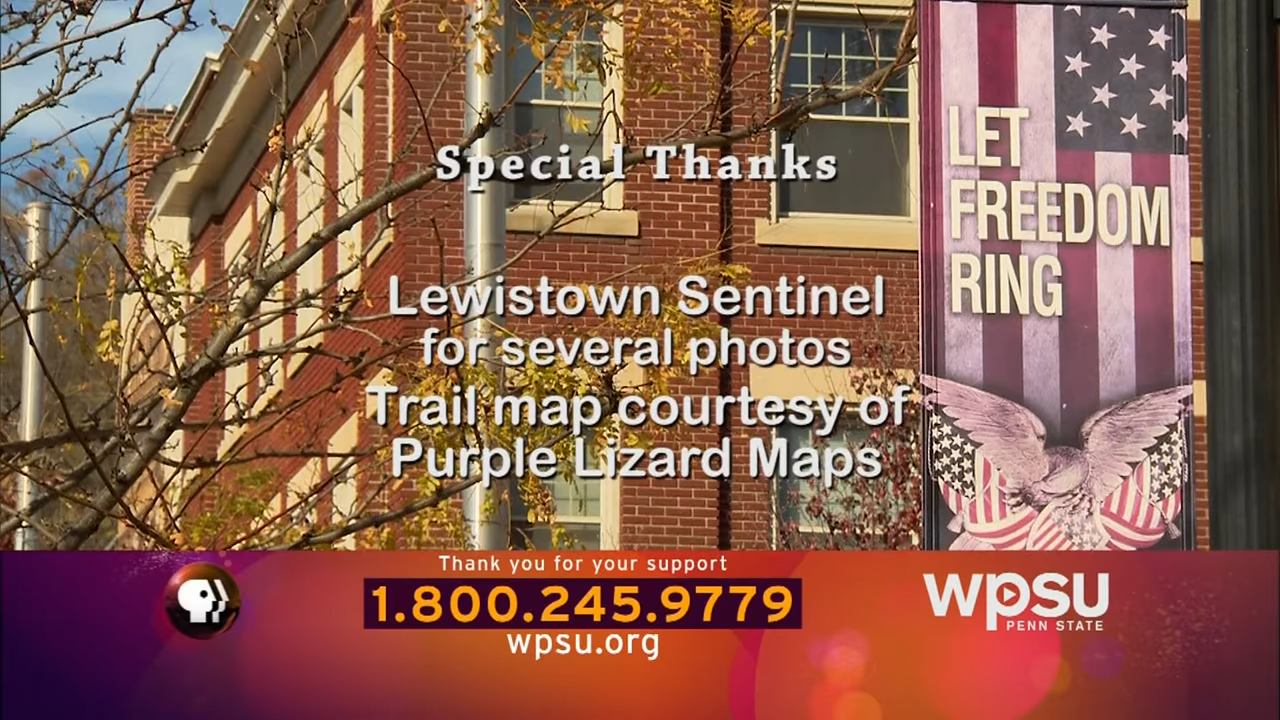 Special Thanks
Lewistown Sentinel
for several photos
Trail map courtesy of
Purple Lizard Maps
LET
FREEDOM
RING
Thank you for your support
1.800.245.9779
wpsu.org
wpsu
PENN STATE